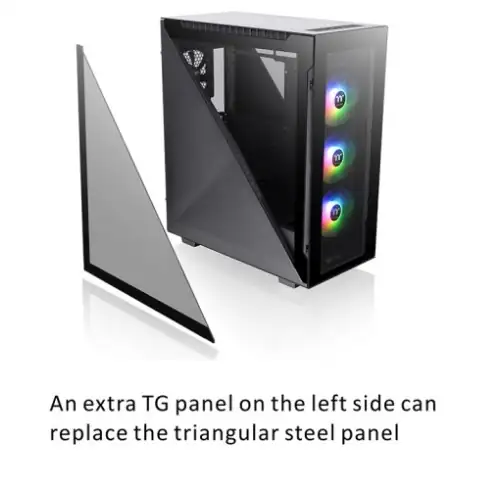 An extra TG panel on the left side can
replace the triangular steel panel